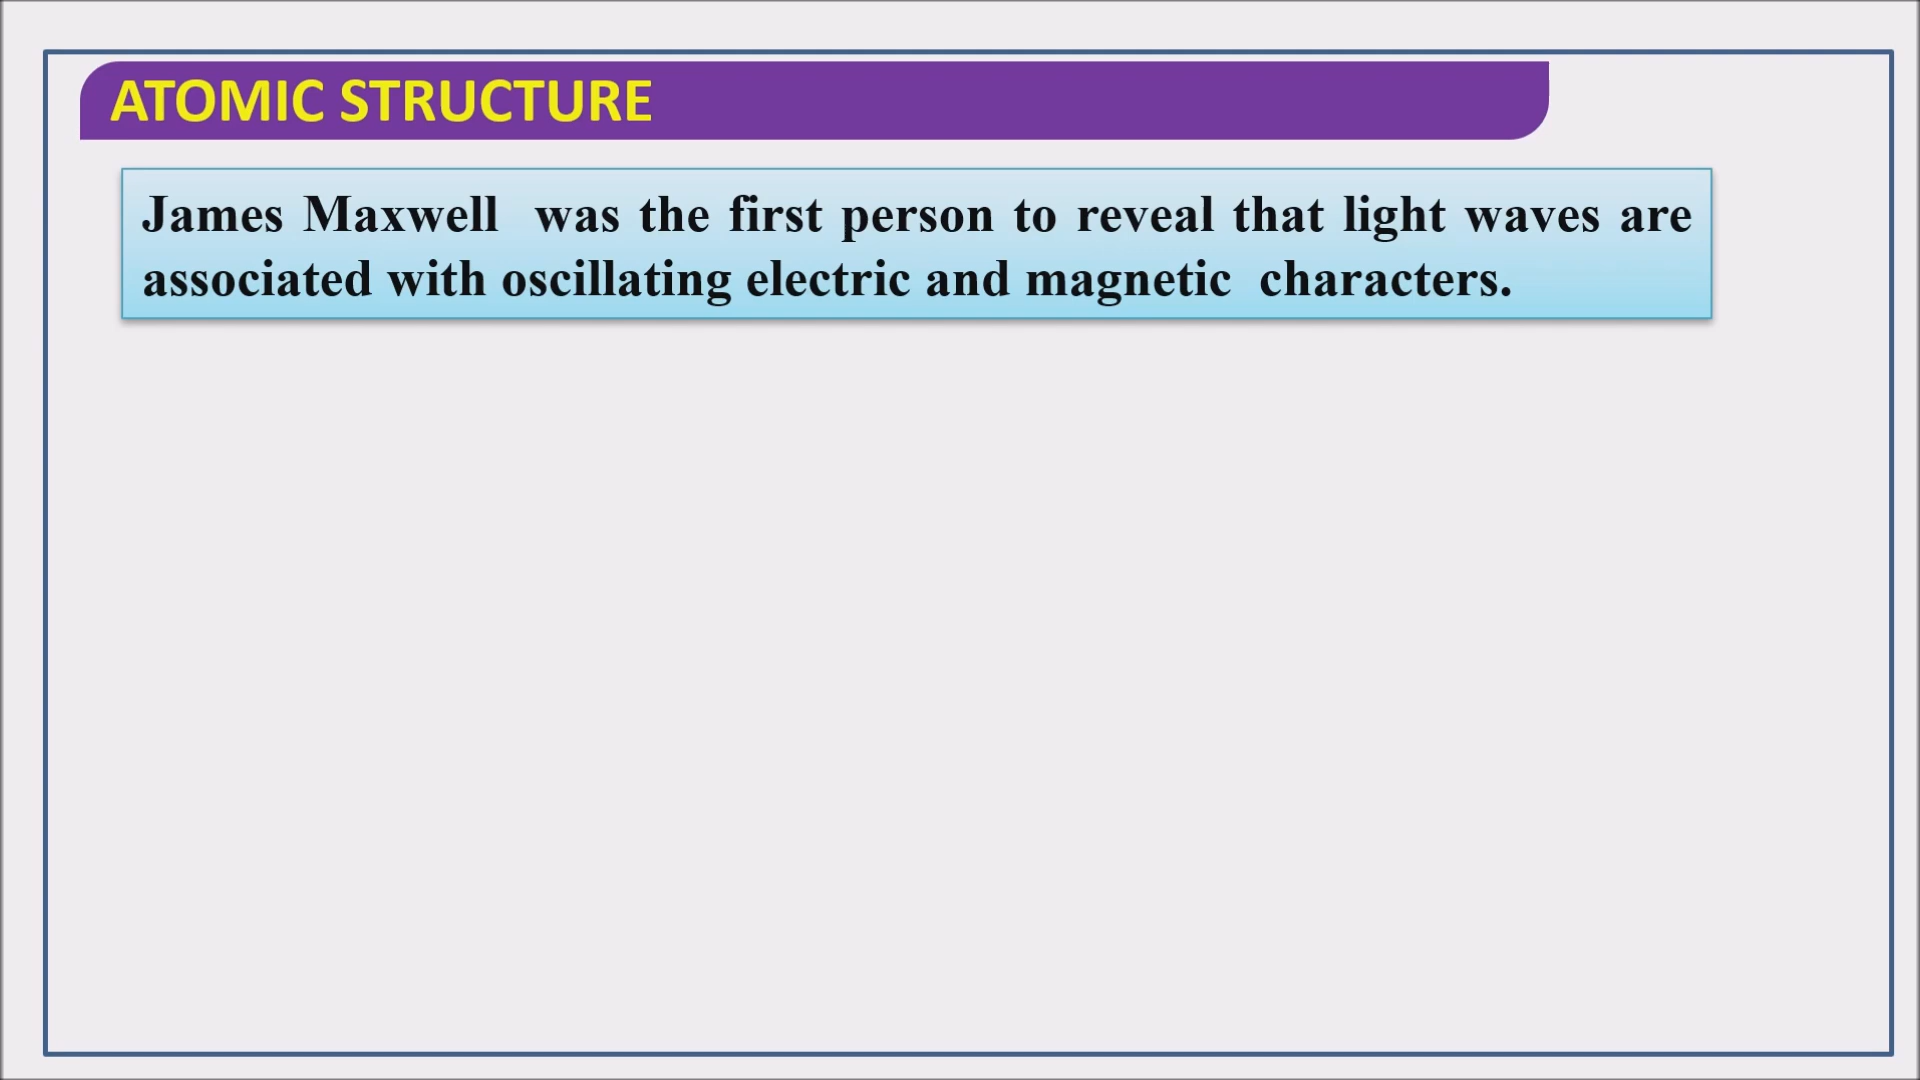 ATOMIC STRUCTURE
James Maxwell was the first person to reveal that light waves are
associated with oscillating electric and magnetic characters.